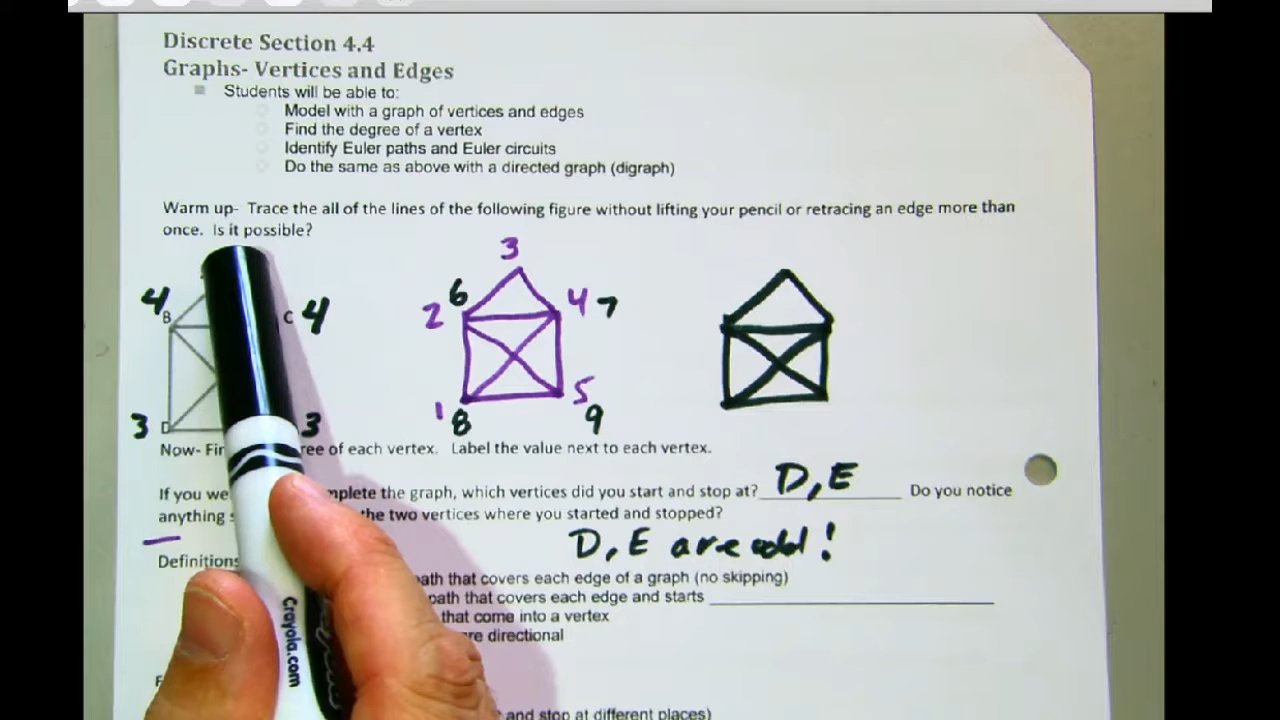 Discrete Section 4.4
Graphs- Vertices and Edges
Students will be able to:
Model with a graph of vertices and edges
Find the degree of a vertex
Identify Euler paths and Euler circuits
Do the same as above with a directed graph (digraph)
Warm up- Trace the all of the lines of the following figure without lifting your pencil or retracing an edge more than
once. Is it possible?
3
4 B C 4 2 6 4 7
3 D 3 1 8 5 9
Now- of each vertex. Label the value next to each vertex.
If the graph, which vertices did you start and stop at? D, E Do you notice
anything the two vertices where you started and stopped?
D, E are odd!
Definitions
path that covers each edge of a graph (no skipping)
path that covers each edge and starts
that come into a vertex
directional
Crayola.com
and stop at different places)